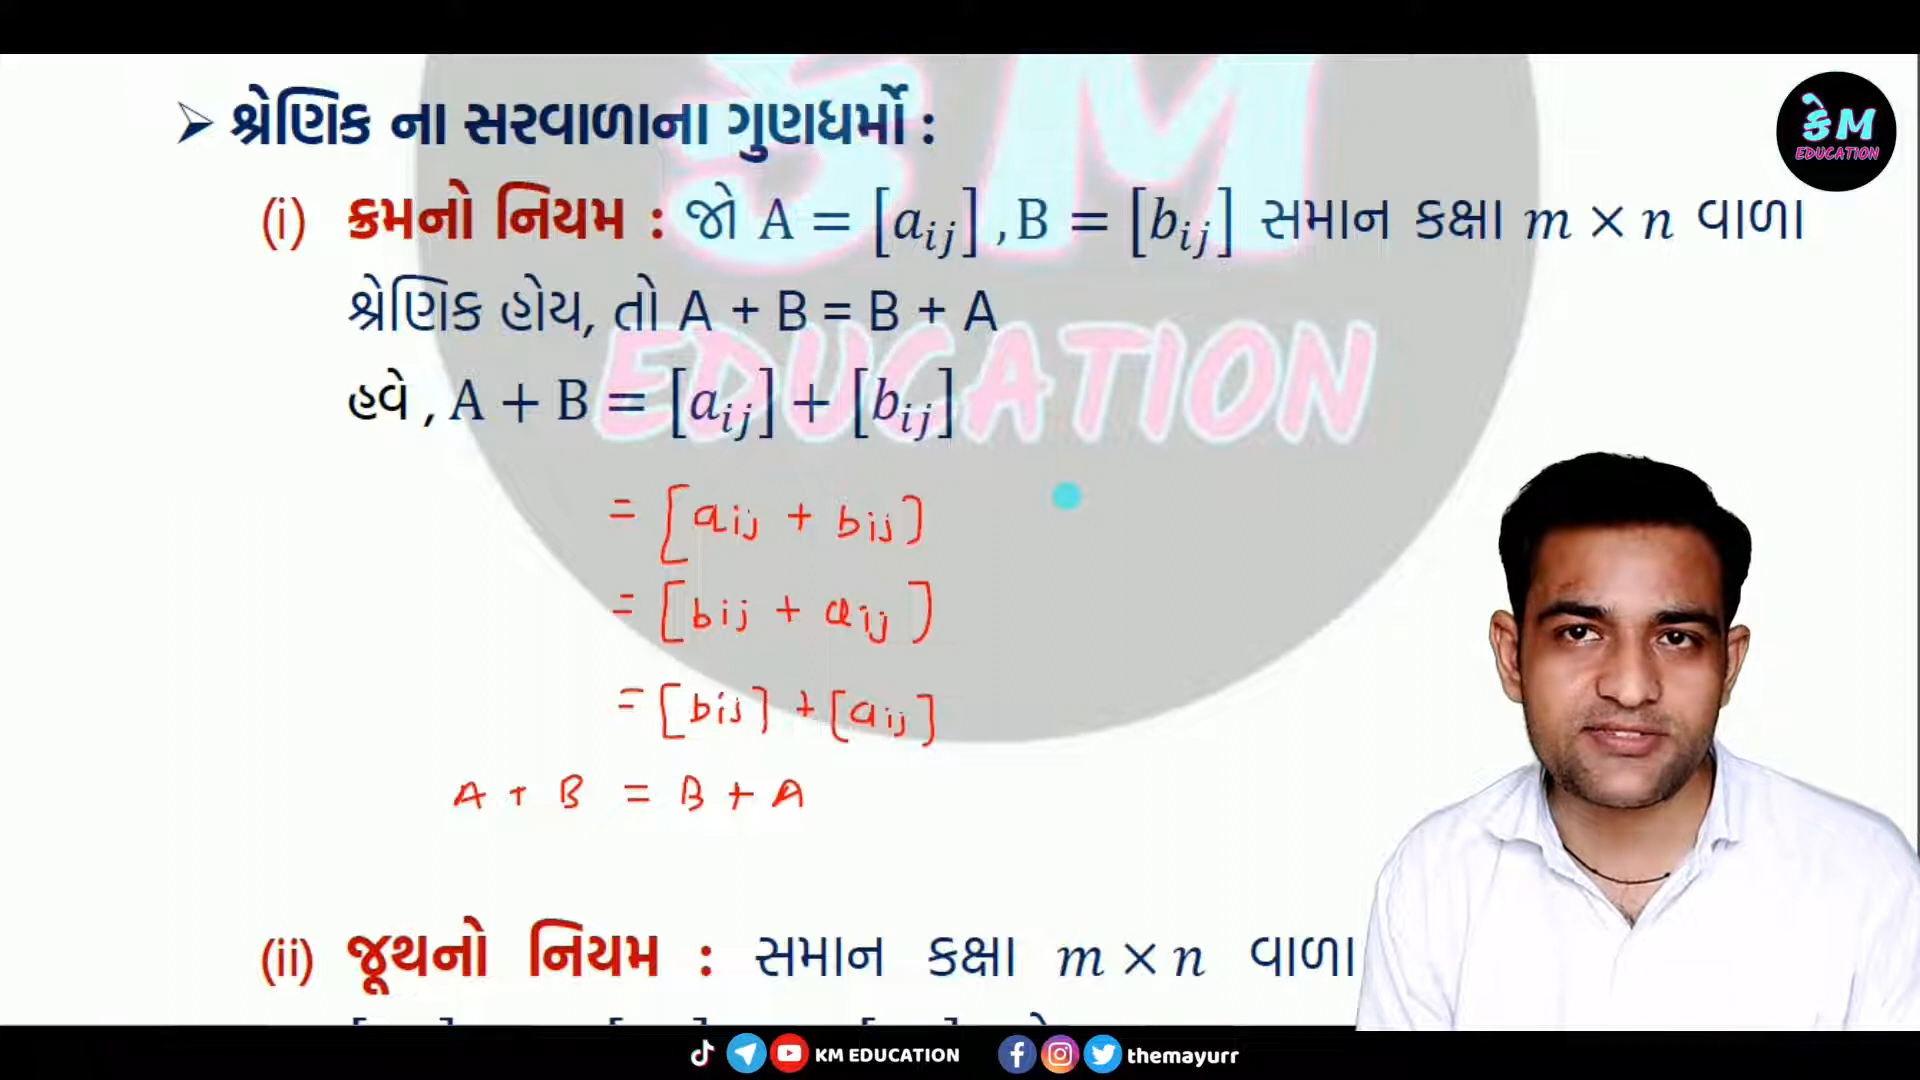 કેM
EDUCATION
➢ શ્રેણિક ના સરવાળાના ગુણધર્મો :
કેM
EDUCATION
(i) ક્રમનો નિયમ : જો A = [aᵢⱼ] , B = [bᵢⱼ] સમાન કક્ષા m × n વાળા
શ્રેણિક હોય, તો A + B = B + A
હવે , A + B = [aᵢⱼ] + [bᵢⱼ]
= [aᵢⱼ + bᵢⱼ]
= [bᵢⱼ + aᵢⱼ]
= [bᵢⱼ] + [aᵢⱼ]
A + B = B + A
(ii) જૂથનો નિયમ : સમાન કક્ષા m × n વાળા
KM EDUCATION themayurr